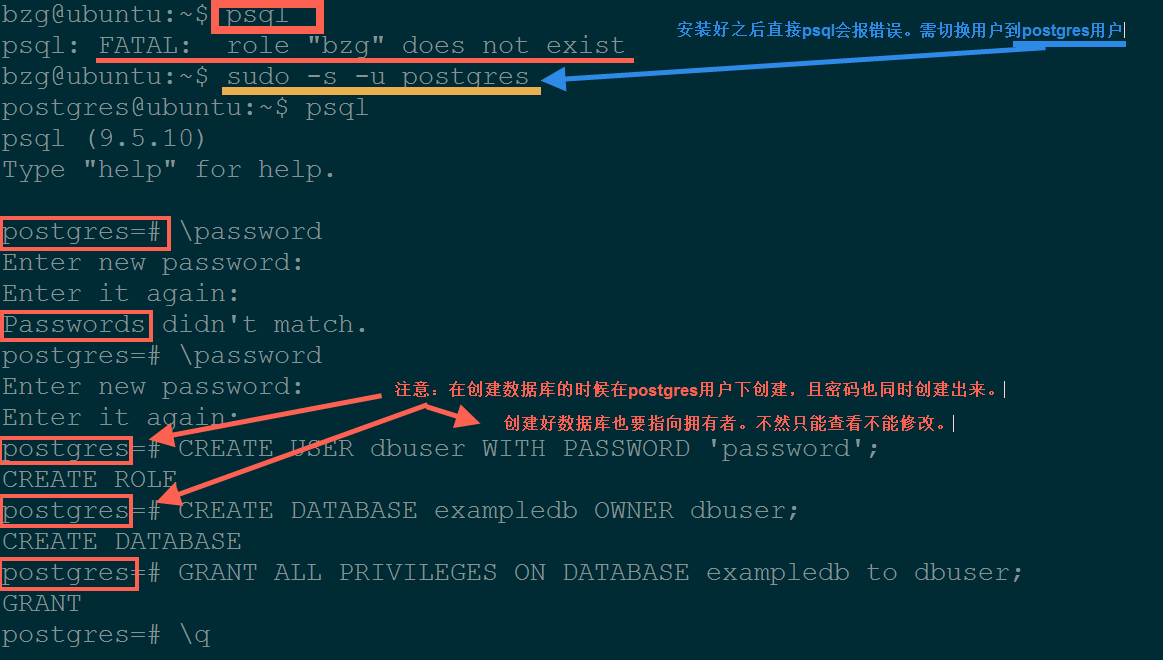 bzg@ubuntu:~$ psql
安装好之后直接psql会报错误。需切换用户到postgres用户
psql: FATAL:  role "bzg" does not exist
bzg@ubuntu:~$ sudo -s -u postgres
postgres@ubuntu:~$ psql
psql (9.5.10)
Type "help" for help.
postgres=# \password
Enter new password:
Enter it again:
Passwords didn't match.
postgres=# \password
Enter new password:
注意：在创建数据库的时候在postgres用户下创建，且密码也同时创建出来。
Enter it again:
创建好数据库也要指向拥有者。不然只能查看不能修改。
postgres=# CREATE USER dbuser WITH PASSWORD 'password';
CREATE ROLE
postgres=# CREATE DATABASE exampledb OWNER dbuser;
CREATE DATABASE
postgres=# GRANT ALL PRIVILEGES ON DATABASE exampledb to dbuser;
GRANT
postgres=# \q